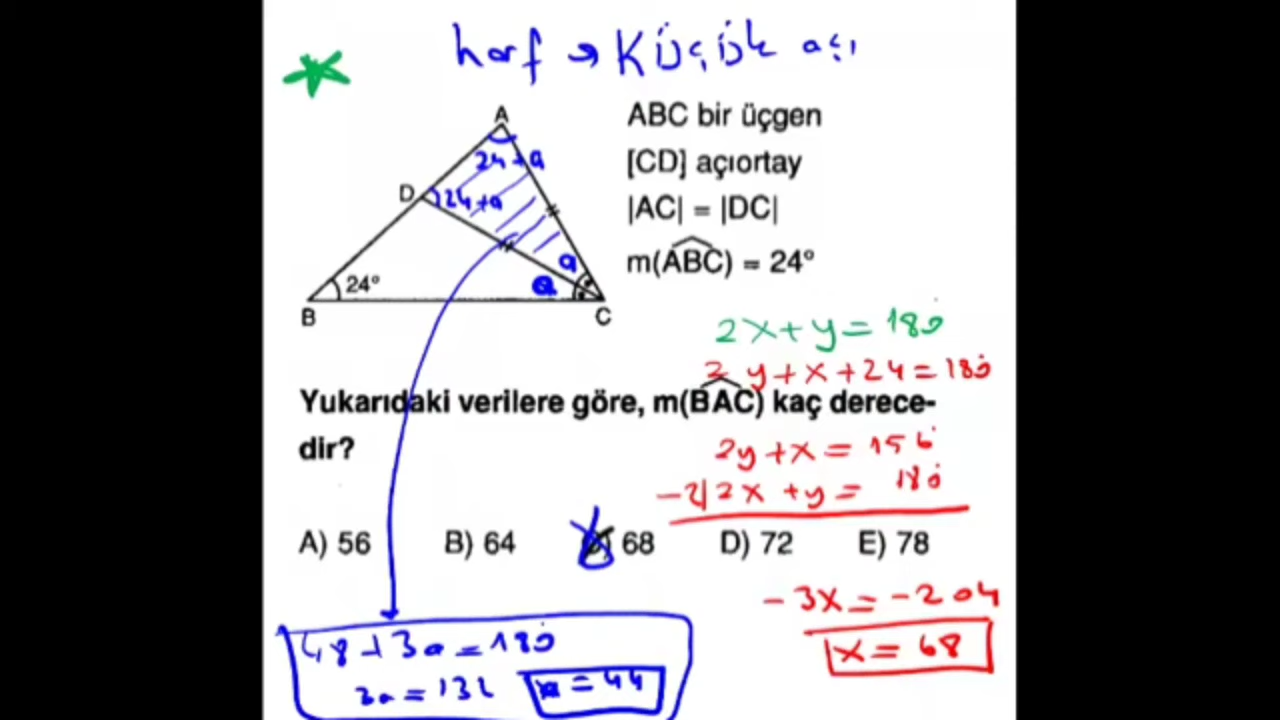 harf → Küçük açı
A
ABC bir üçgen
[CD] açıortay
|AC| = |DC|
m(ABC) = 24°
24+a
D
24+a
a
24°
a
B
C
2x+y=180
2y+x+24=180
Yukarıdaki verilere göre, m(BAC) kaç derece-
dir?
2y+x=156
-2/2x+y=180
A) 56 B) 64 C) 68 D) 72 E) 78
-3x=-204
x=68
48+3a=180
3a=132
a=44